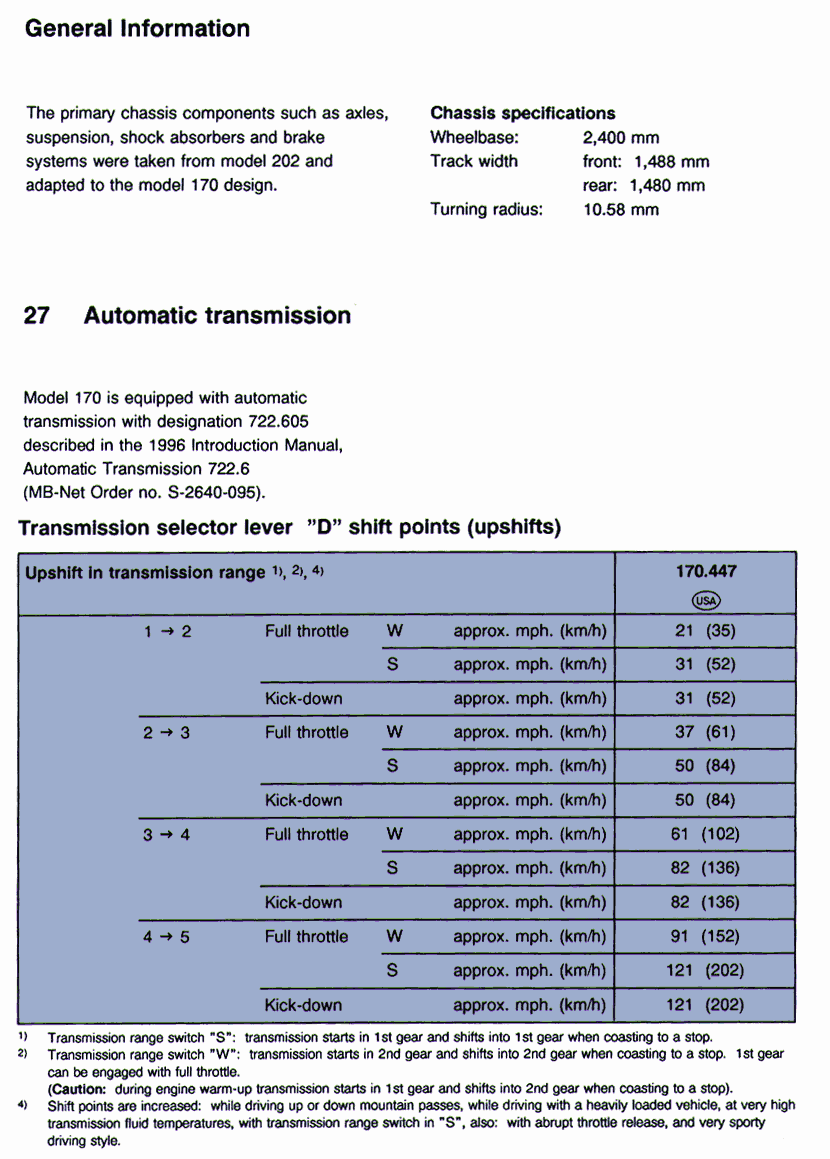 General Information
The primary chassis components such as axles,
suspension, shock absorbers and brake
systems were taken from model 202 and
adapted to the model 170 design.
Chassis specifications
Wheelbase: 2,400 mm
Track width front: 1,488 mm
rear: 1,480 mm
Turning radius: 10.58 mm
27 Automatic transmission
Model 170 is equipped with automatic
transmission with designation 722.605
described in the 1996 Introduction Manual,
Automatic Transmission 722.6
(MB-Net Order no. S-2640-095).
Transmission selector lever "D" shift points (upshifts)
Upshift in transmission range 1), 2), 4) 170.447
USA
1 → 2 Full throttle W approx. mph. (km/h) 21 (35)
S approx. mph. (km/h) 31 (52)
Kick-down approx. mph. (km/h) 31 (52)
2 → 3 Full throttle W approx. mph. (km/h) 37 (61)
S approx. mph. (km/h) 50 (84)
Kick-down approx. mph. (km/h) 50 (84)
3 → 4 Full throttle W approx. mph. (km/h) 61 (102)
S approx. mph. (km/h) 82 (136)
Kick-down approx. mph. (km/h) 82 (136)
4 → 5 Full throttle W approx. mph. (km/h) 91 (152)
S approx. mph. (km/h) 121 (202)
Kick-down approx. mph. (km/h) 121 (202)
1) Transmission range switch "S": transmission starts in 1st gear and shifts into 1st gear when coasting to a stop.
2) Transmission range switch "W": transmission starts in 2nd gear and shifts into 2nd gear when coasting to a stop. 1st gear
can be engaged with full throttle.
(Caution: during engine warm-up transmission starts in 1st gear and shifts into 2nd gear when coasting to a stop).
4) Shift points are increased: while driving up or down mountain passes, while driving with a heavily loaded vehicle, at very high
transmission fluid temperatures, with transmission range switch in "S", also: with abrupt throttle release, and very sporty
driving style.